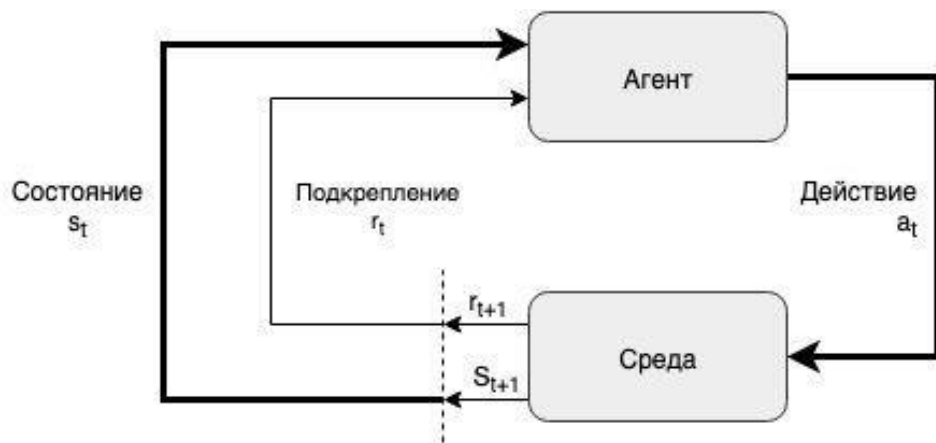 Агент
Состояние
s_t
Подкрепление
r_t
Действие
a_t
r_{t+1}
S_{t+1}
Среда